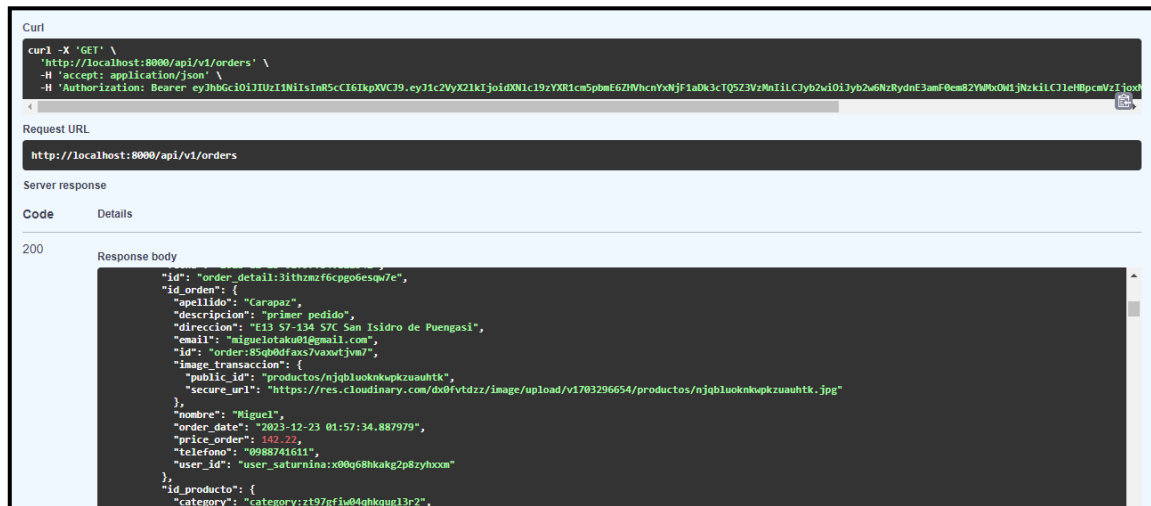 Curl
curl -X 'GET' \
'http://localhost:8000/api/v1/orders' \
-H 'accept: application/json' \
-H 'Authorization: Bearer
Request URL
http://localhost:8000/api/v1/orders
Server response
Code Details
200
Response body
"id": "order_detail:3ithzmzf6cpgo6esqw7e",
"id_orden": {
"apellido": "Carapaz",
"descripcion": "primer pedido",
"direccion": "E13 S7-134 S7C San Isidro de Puengasi",
"email": "miguelotaku01@gmail.com",
"id": "order:85qb0dfaxs7vaxwtjvm7",
"image_transaccion": {
"public_id": "productos/njqbluoknkwpkzuauhtk",
"secure_url": "https://res.cloudinary.com/dx0fvtdzz/image/upload/v1703296654/productos/njqbluoknkwpkzuauhtk.jpg"
},
"nombre": "Miguel",
"order_date": "2023-12-23 01:57:34.887979",
"price_order": 142.22,
"telefono": "0988741611",
"user_id": "user_saturnina:x00q68hkakg2p8zyhxxm"
},
"id_producto": {
"category": "category:zt97gfiw04qhkqugl3r2",